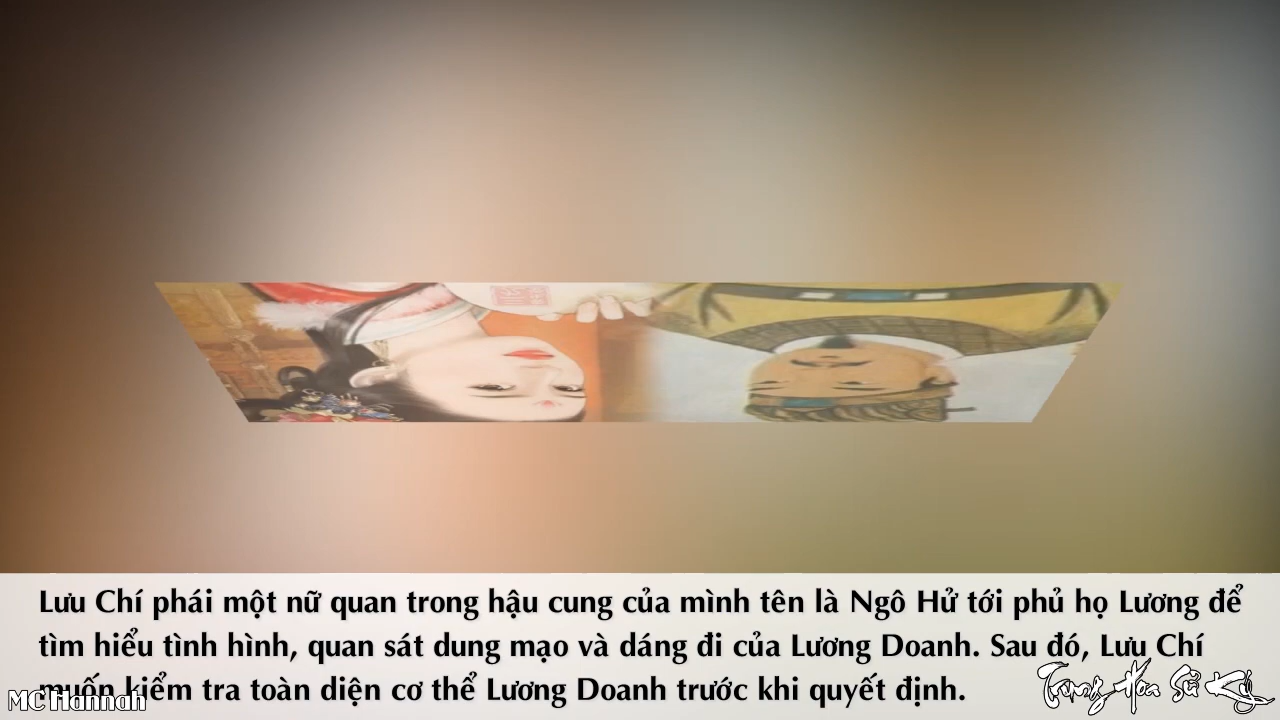 Lưu Chí phái một nữ quan trong hậu cung của mình tên là Ngô Hử tới phủ họ Lương để
tìm hiểu tình hình, quan sát dung mạo và dáng đi của Lương Doanh. Sau đó, Lưu Chí
muốn kiểm tra toàn diện cơ thể Lương Doanh trước khi quyết định.
MC Hannah
Trung Hoa Sử Ký